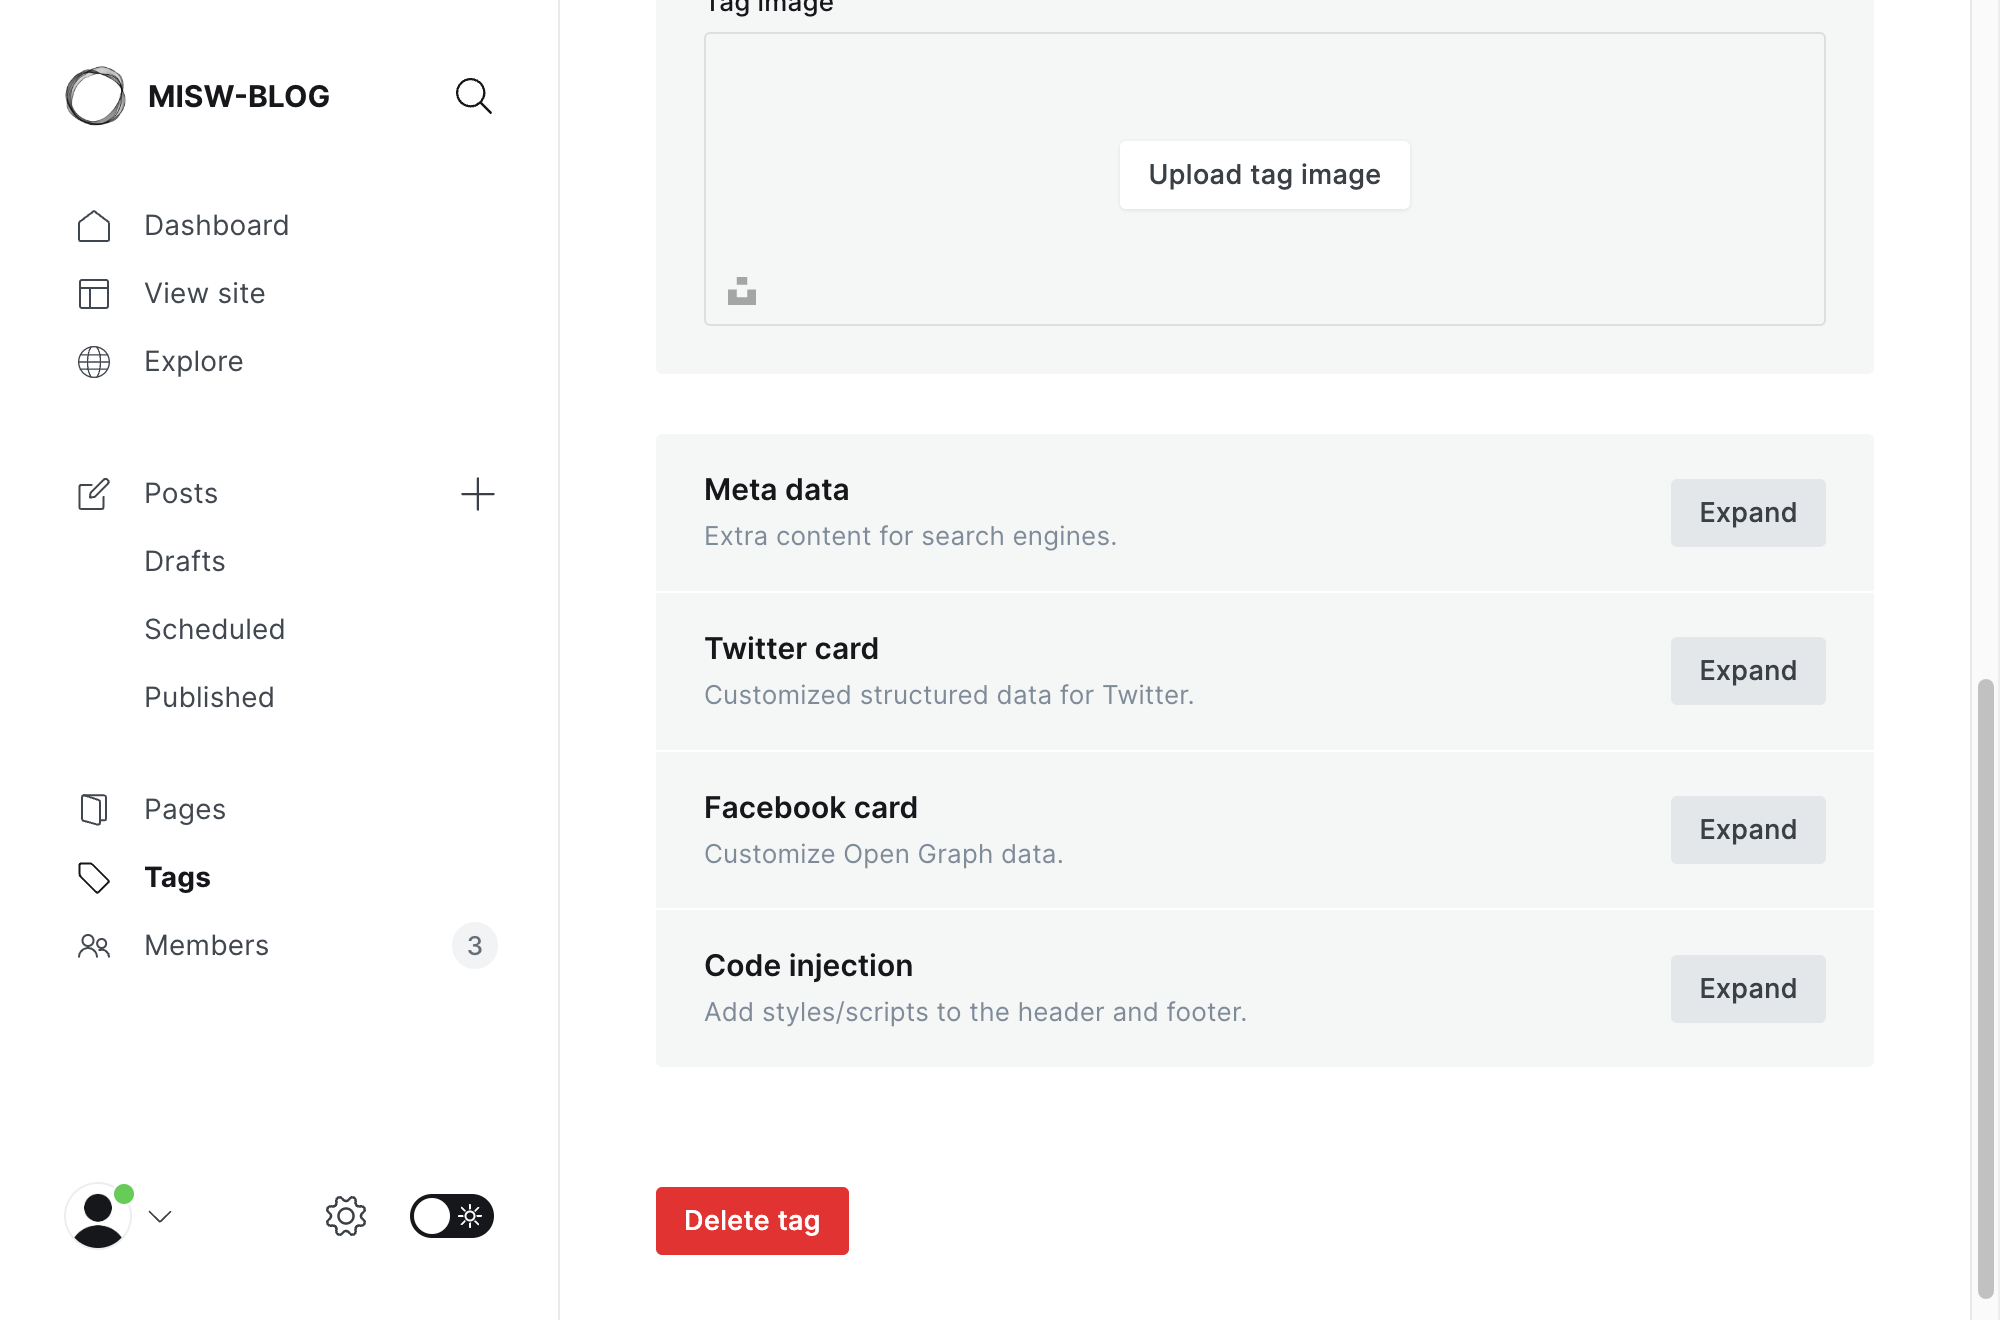 MISW-BLOG
Dashboard
View site
Explore
Posts
Drafts
Scheduled
Published
Pages
Tags
Members
3
Tag image
Upload tag image
Meta data
Extra content for search engines.
Expand
Twitter card
Customized structured data for Twitter.
Expand
Facebook card
Customize Open Graph data.
Expand
Code injection
Add styles/scripts to the header and footer.
Expand
Delete tag